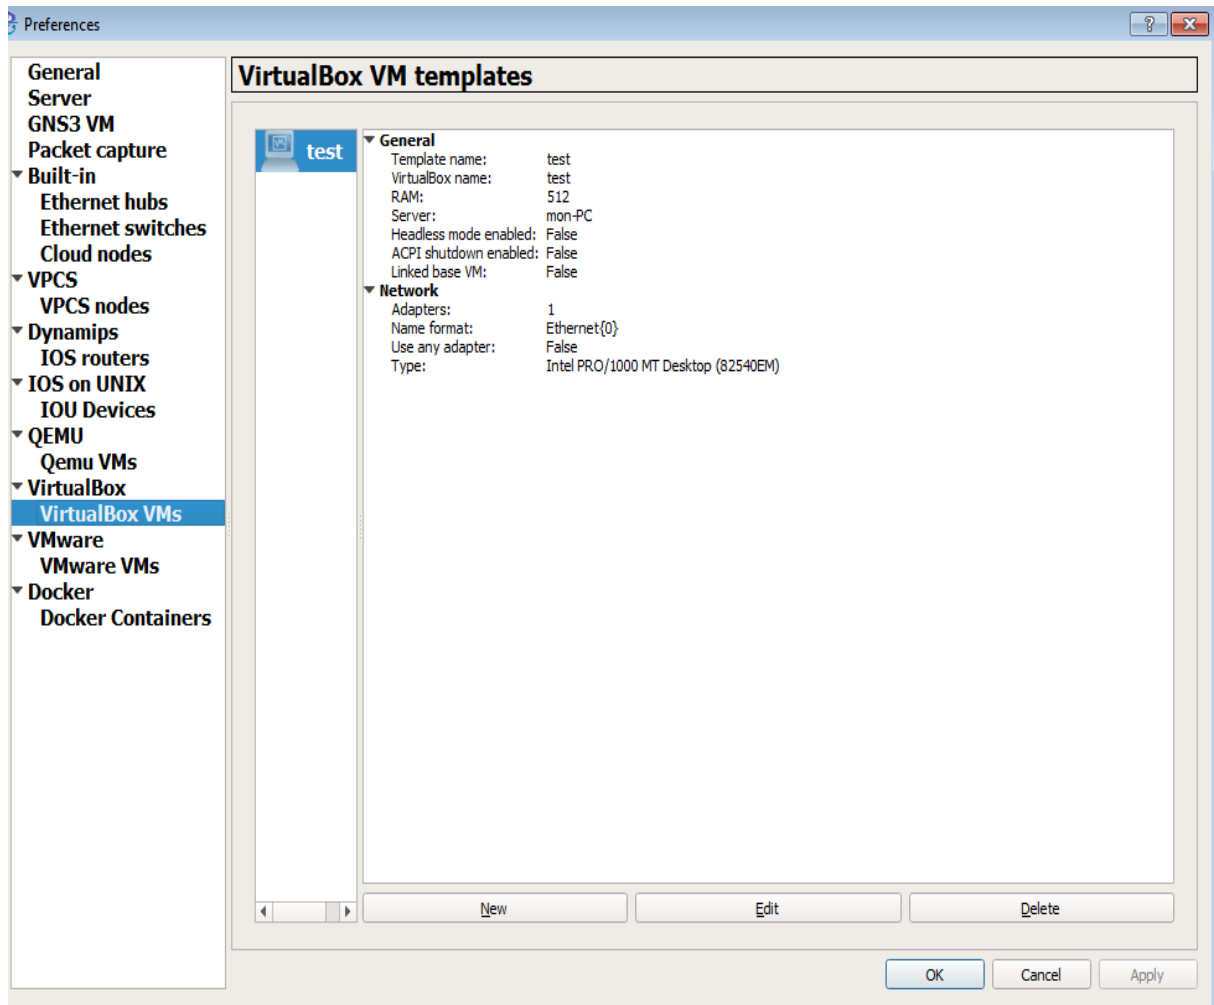 Preferences
General
Server
GNS3 VM
Packet capture
Built-in
Ethernet hubs
Ethernet switches
Cloud nodes
VPCS
VPCS nodes
Dynamips
IOS routers
IOS on UNIX
IOU Devices
QEMU
Qemu VMs
VirtualBox
VirtualBox VMs
VMware
VMware VMs
Docker
Docker Containers
VirtualBox VM templates
test
General
Template name: test
VirtualBox name: test
RAM: 512
Server: mon-PC
Headless mode enabled: False
ACPI shutdown enabled: False
Linked base VM: False
Network
Adapters: 1
Name format: Ethernet{0}
Use any adapter: False
Type: Intel PRO/1000 MT Desktop (82540EM)
New Edit Delete
OK Cancel Apply